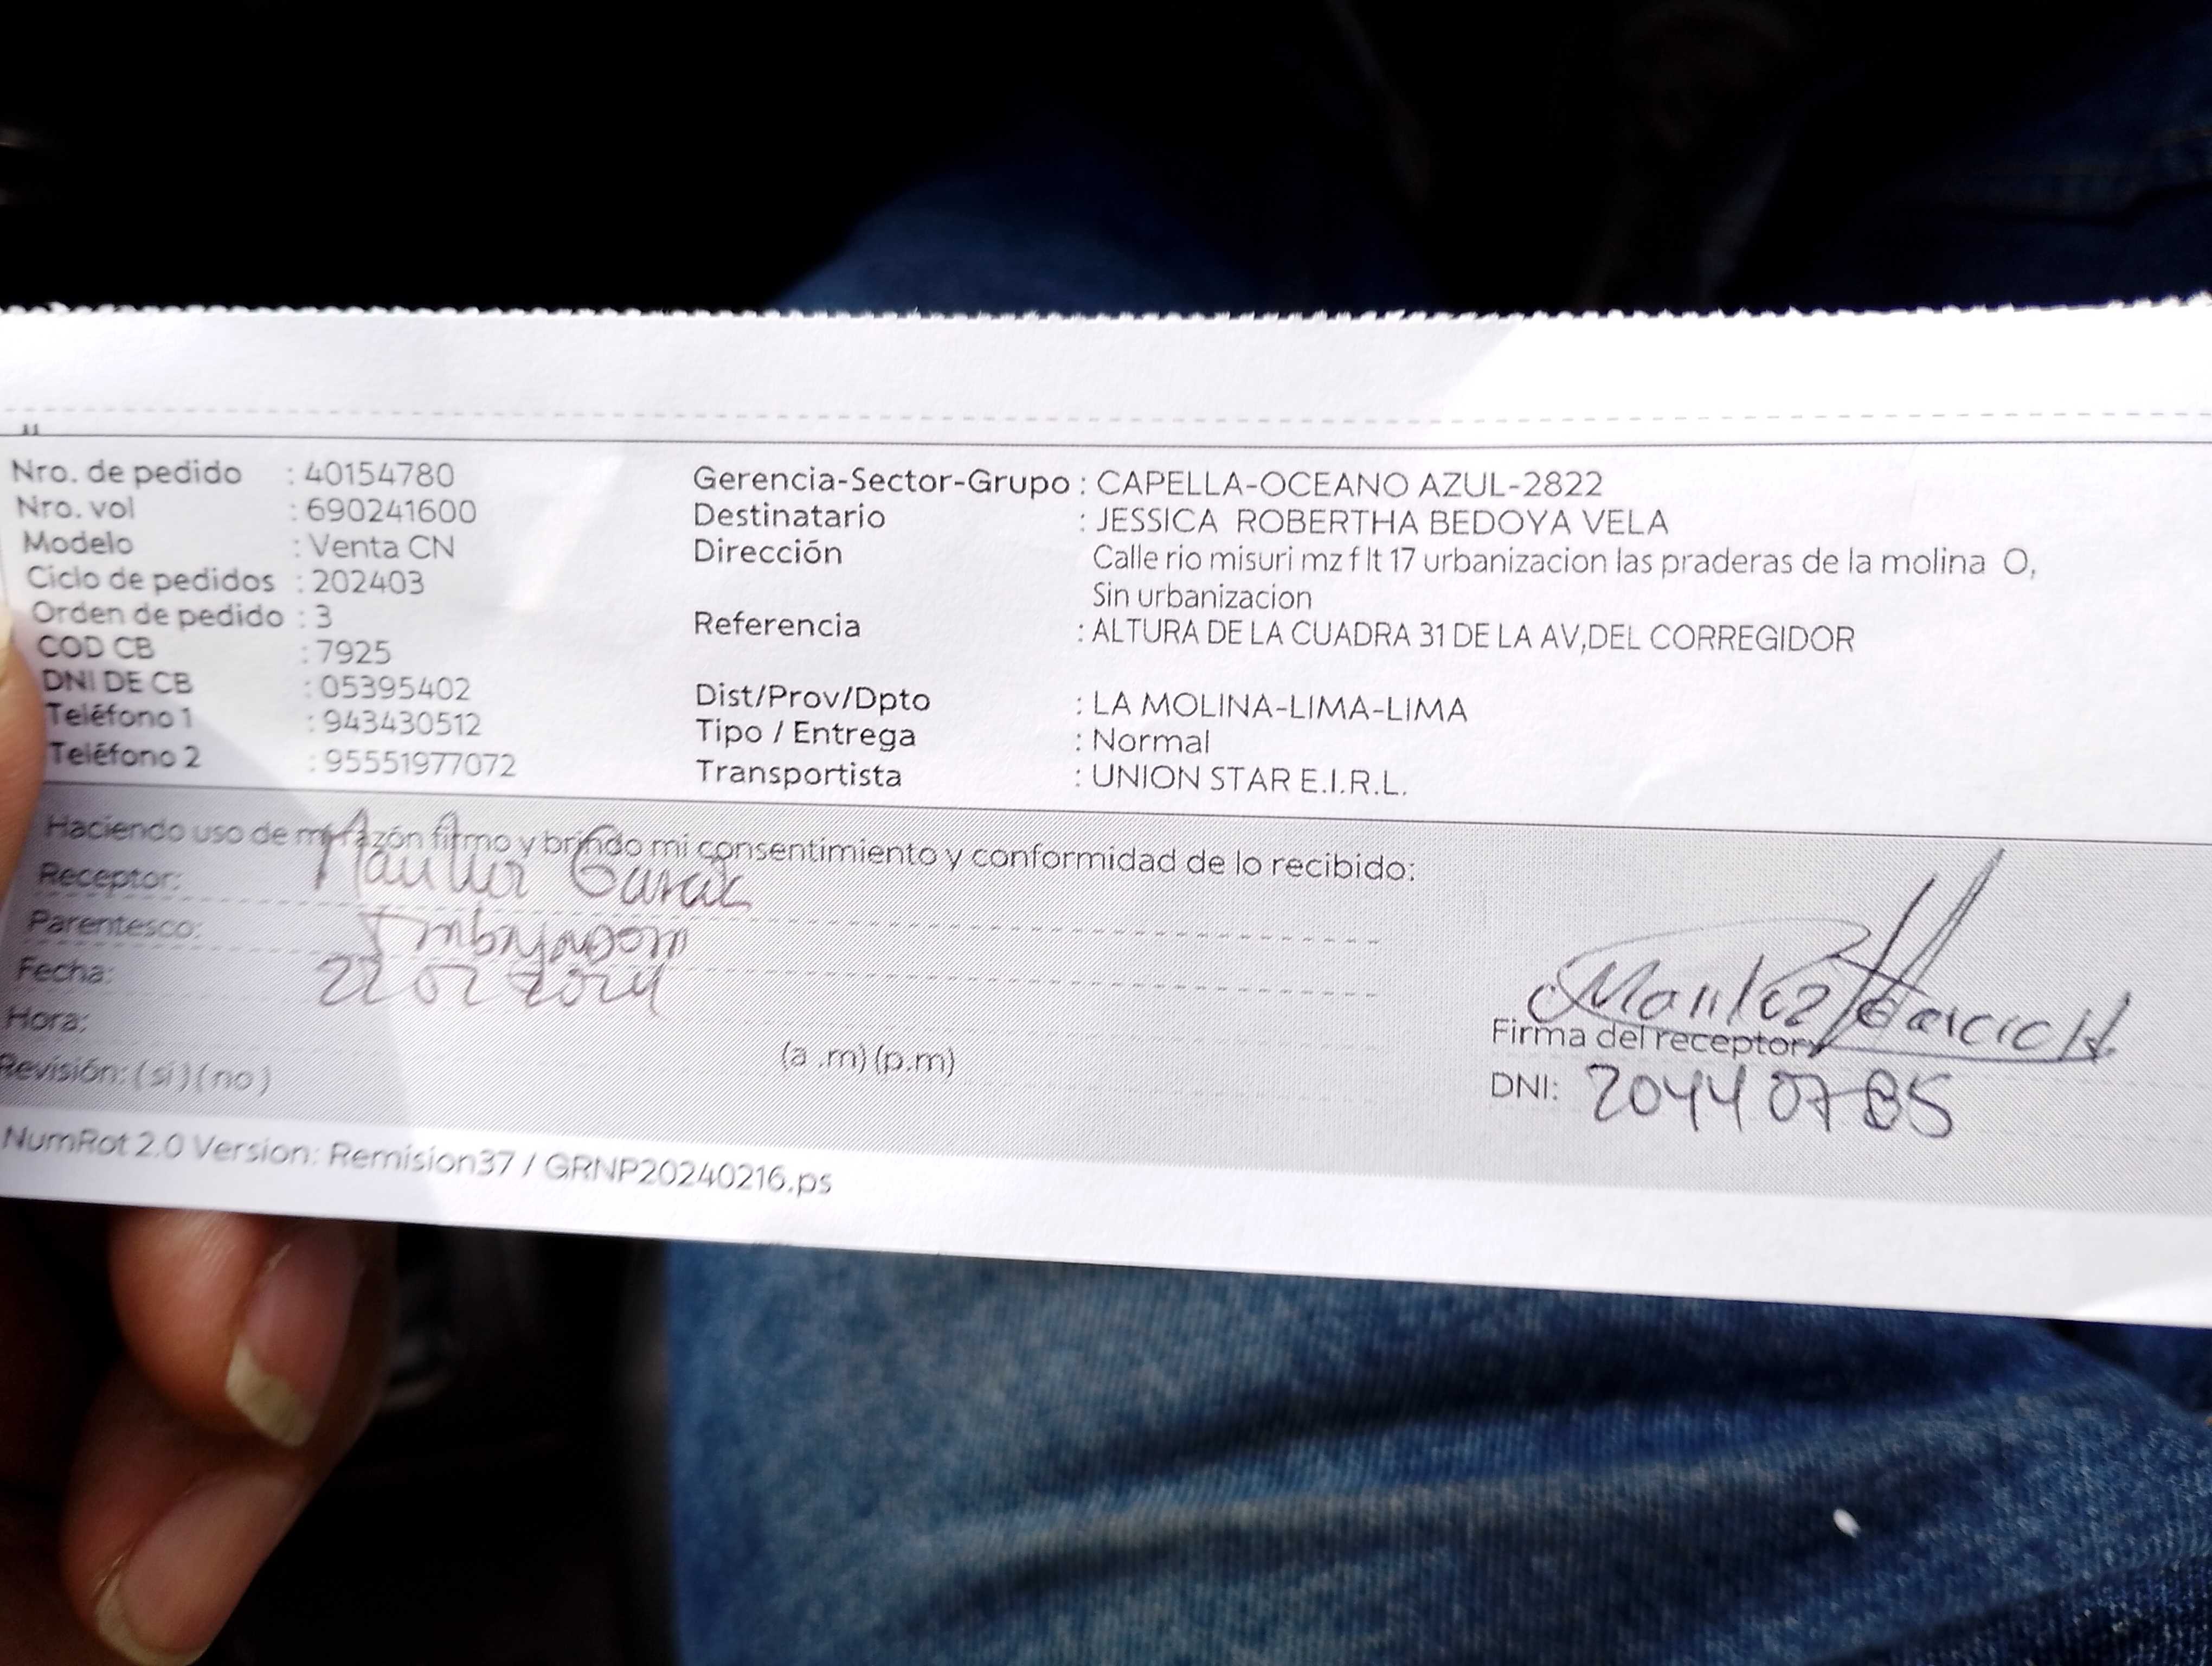 Nro. de pedido : 40154780
Nro. vol : 690241600
Modelo : Venta CN
Ciclo de pedidos : 202403
Orden de pedido : 3
COD CB : 7925
DNI DE CB : 05395402
Teléfono 1 : 943430512
Teléfono 2 : 95551977072
Gerencia-Sector-Grupo : CAPELLA-OCEANO AZUL-2822
Destinatario : JESSICA ROBERTHA BEDOYA VELA
Dirección Calle rio misuri mz f lt 17 urbanizacion las praderas de la molina O,
Sin urbanizacion
Referencia : ALTURA DE LA CUADRA 31 DE LA AV,DEL CORREGIDOR
Dist/Prov/Dpto : LA MOLINA-LIMA-LIMA
Tipo / Entrega : Normal
Transportista : UNION STAR E.I.R.L.
Haciendo uso de mi razón firmo y brindo mi consentimiento y conformidad de lo recibido:
Receptor:
Parentesco:
Fecha: 22 02 2024
Hora: (a .m) (p.m)
Revisión: (si) (no)
Firma del receptor
DNI: 20440785
NumRot 2.0 Version: Remision37 / GRNP20240216.ps